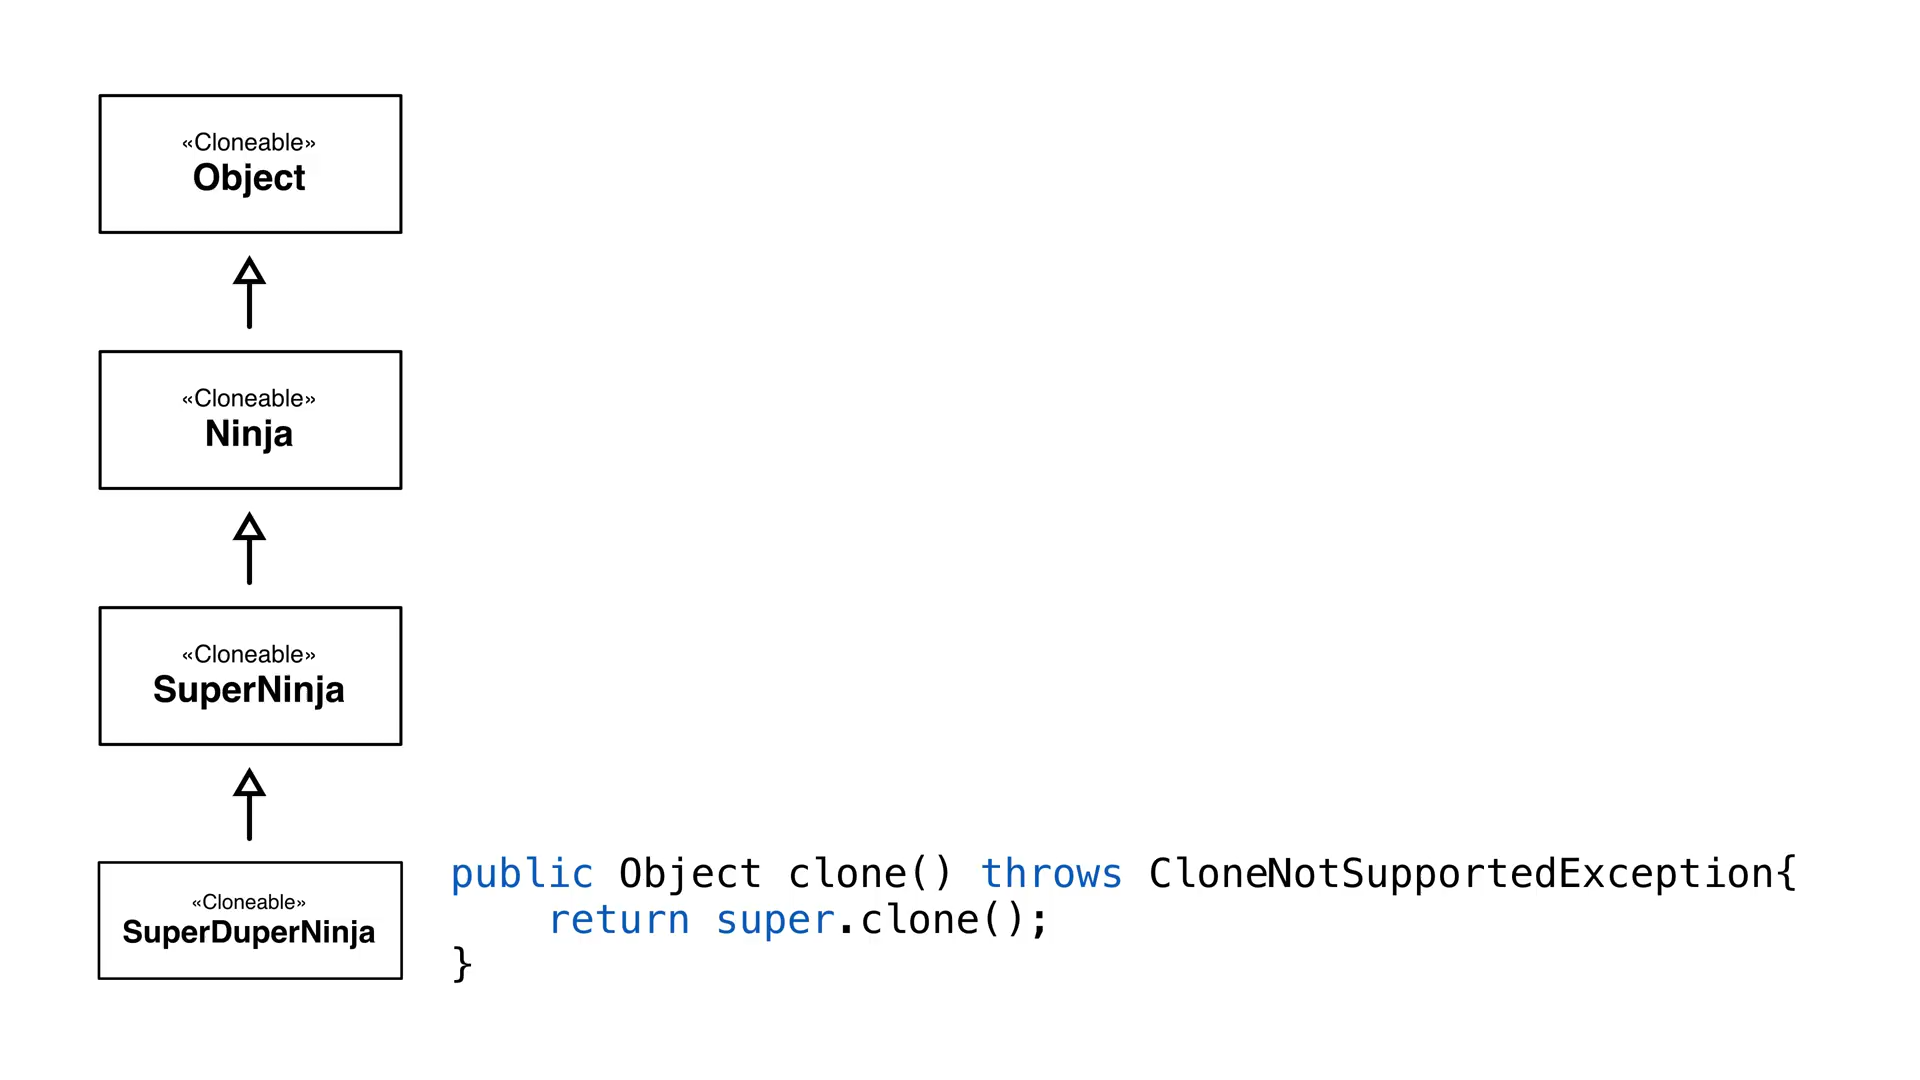 «Cloneable»
Object
«Cloneable»
Ninja
«Cloneable»
SuperNinja
«Cloneable»
SuperDuperNinja
public Object clone() throws CloneNotSupportedException{
    return super.clone();
}